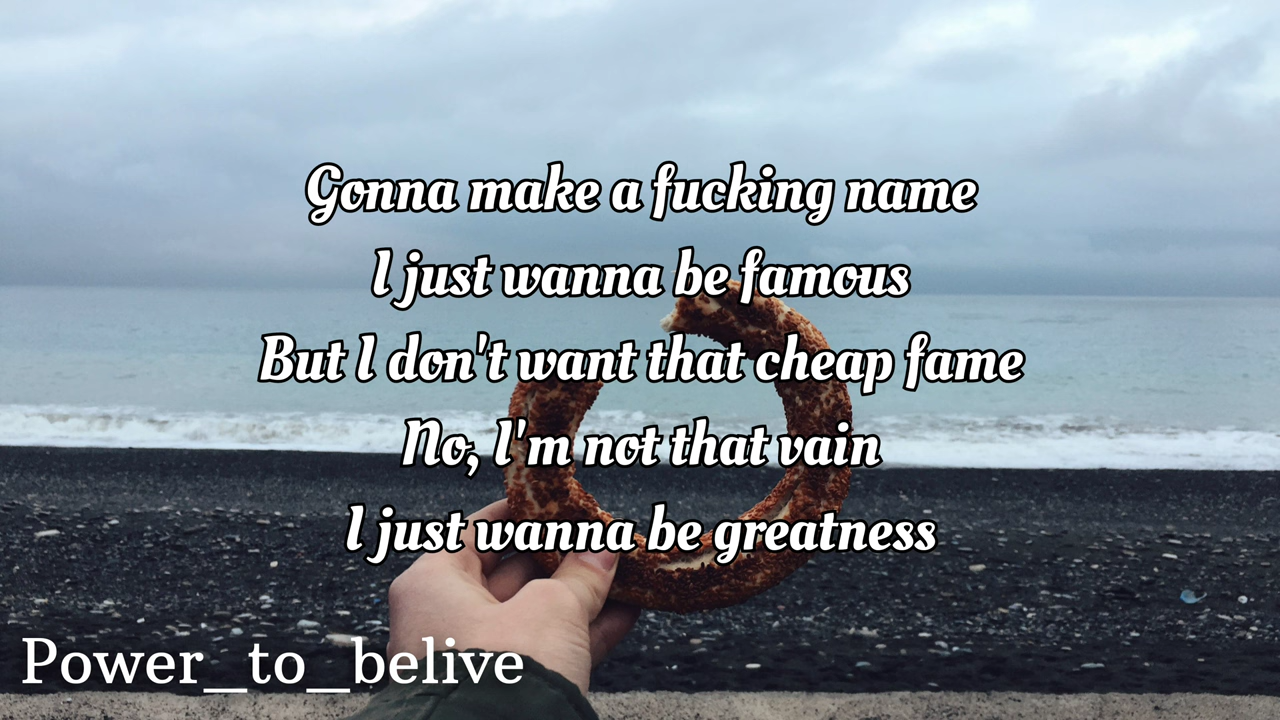 Gonna make a fucking name
I just wanna be famous
But I don't want that cheap fame
No, I'm not that vain
I just wanna be greatness
Power_to_belive